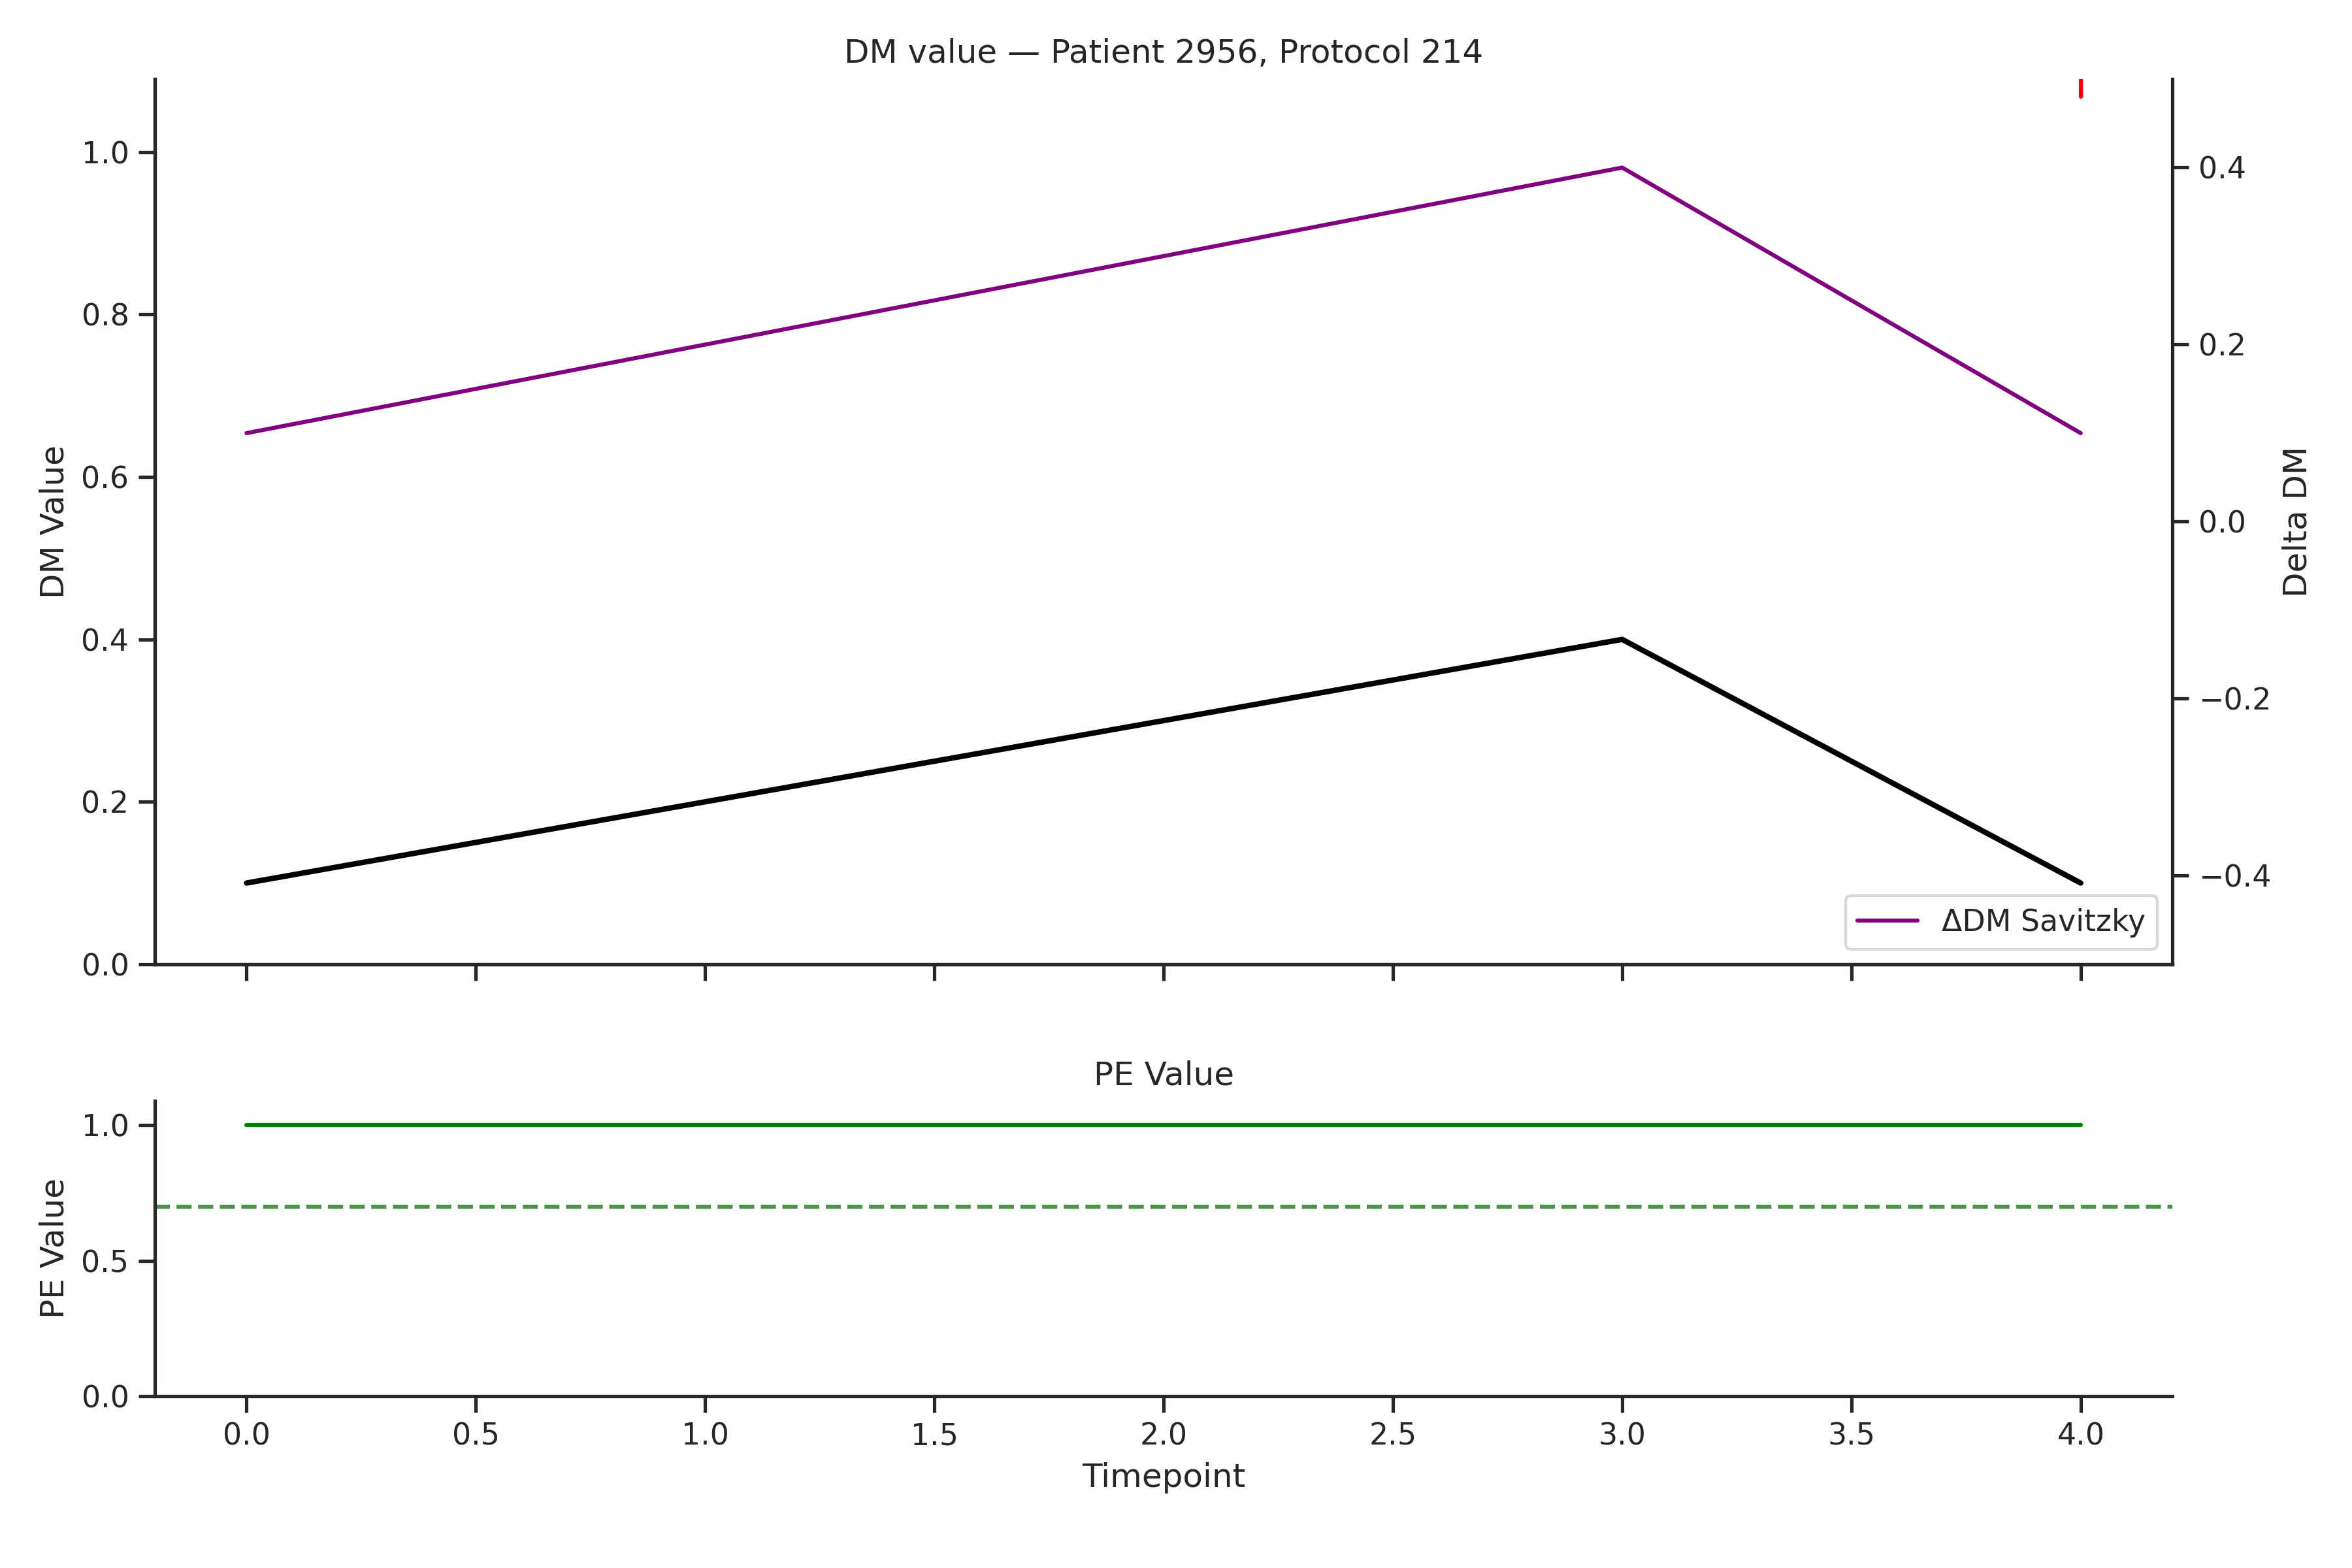 DM value — Patient 2956, Protocol 214
DM Value
1.0
0.8
0.6
0.4
0.2
0.0
0.4
0.2
0.0
−0.2
−0.4
Delta DM
ΔDM Savitzky
PE Value
PE Value
1.0
0.5
0.0
0.0 0.5 1.0 1.5 2.0 2.5 3.0 3.5 4.0
Timepoint